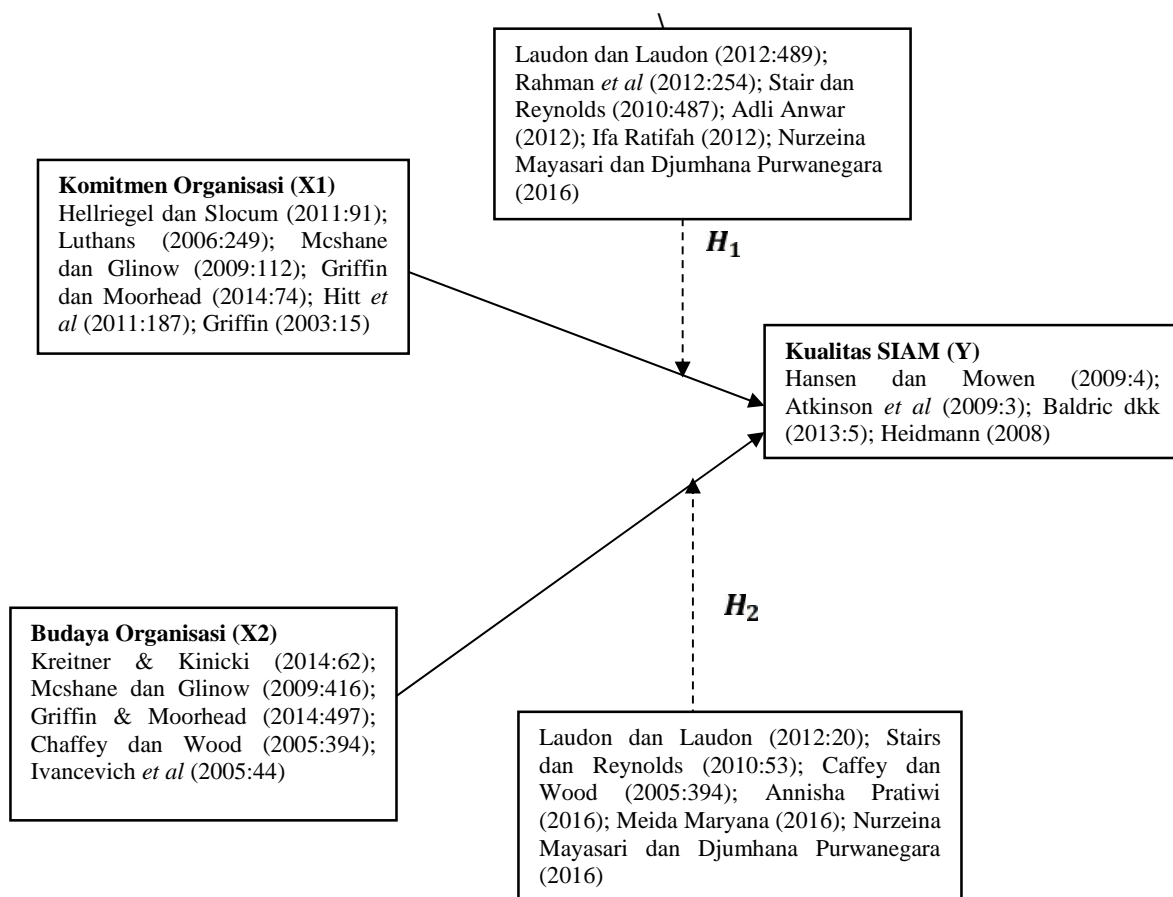 Laudon dan Laudon (2012:489);
Rahman et al (2012:254); Stair dan
Reynolds (2010:487); Adli Anwar
(2012); Ifa Ratifah (2012); Nurzeina
Mayasari dan Djumhana Purwanegara
(2016)
Komitmen Organisasi (X1)
Hellriegel dan Slocum (2011:91);
Luthans (2006:249); Mcshane
dan Glinow (2009:112); Griffin
dan Moorhead (2014:74); Hitt et
al (2011:187); Griffin (2003:15)
H₁
Kualitas SIAM (Y)
Hansen dan Mowen (2009:4);
Atkinson et al (2009:3); Baldric dkk
(2013:5); Heidmann (2008)
H₂
Budaya Organisasi (X2)
Kreitner & Kinicki (2014:62);
Mcshane dan Glinow (2009:416);
Griffin & Moorhead (2014:497);
Chaffey dan Wood (2005:394);
Ivancevich et al (2005:44)
Laudon dan Laudon (2012:20); Stairs
dan Reynolds (2010:53); Caffey dan
Wood (2005:394); Annisha Pratiwi
(2016); Meida Maryana (2016); Nurzeina
Mayasari dan Djumhana Purwanegara
(2016)